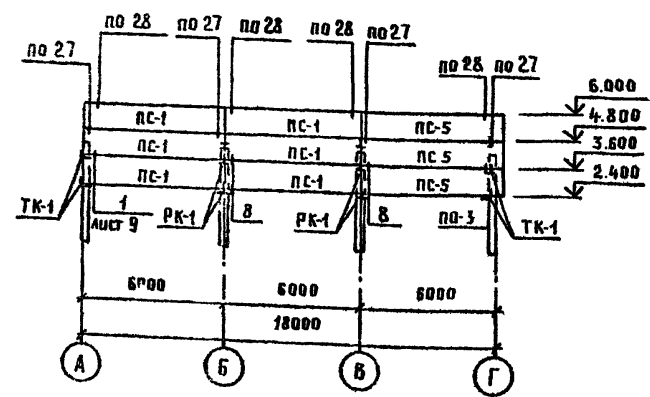 по 28
по 27
по 28
по 28
по 27
по 27
по 28
по 27
6.000
4.800
3.600
2.400
ПС-1
ПС-1
ПС-5
ПС-1
ПС-1
ПС 5
ПС-1
ПС-1
ПС-5
ТК-1
1
лист 9
РК-1
8
РК-1
8
по-3
ТК-1
6000
6000
6000
18000
А
Б
В
Г